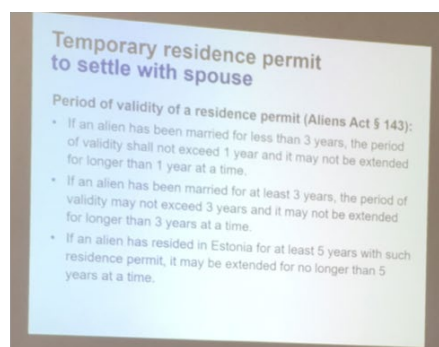 Temporary residence permit
to settle with spouse
Period of validity of a residence permit (Aliens Act § 143):
• If an alien has been married for less than 3 years, the period
of validity shall not exceed 1 year and it may not be extended
for longer than 1 year at a time.
• If an alien has been married for at least 3 years, the period of
validity may not exceed 3 years and it may not be extended
for longer than 3 years at a time.
• If an alien has resided in Estonia for at least 5 years with such
residence permit, it may be extended for no longer than 5
years at a time.